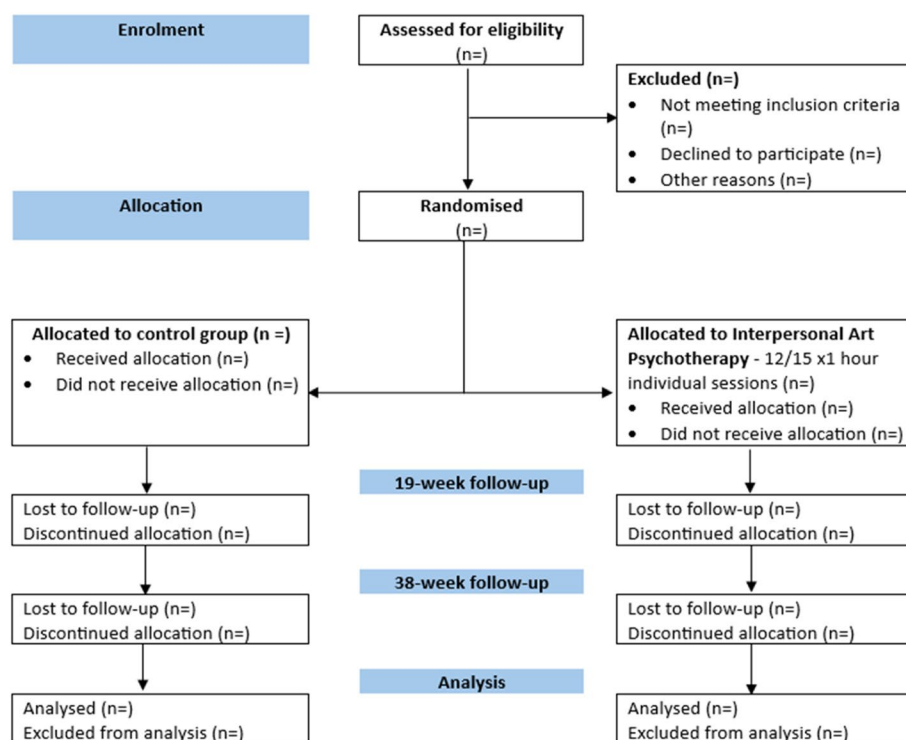 Enrolment
Assessed for eligibility
(n=)
Excluded (n=)
• Not meeting inclusion criteria
(n=)
• Declined to participate (n=)
• Other reasons (n=)
Allocation
Randomised
(n=)
Allocated to control group (n =)
• Received allocation (n=)
• Did not receive allocation (n=)
Allocated to Interpersonal Art
Psychotherapy - 12/15 x1 hour
individual sessions (n=)
• Received allocation (n=)
• Did not receive allocation (n=)
19-week follow-up
Lost to follow-up (n=)
Discontinued allocation (n=)
Lost to follow-up (n=)
Discontinued allocation (n=)
38-week follow-up
Lost to follow-up (n=)
Discontinued allocation (n=)
Lost to follow-up (n=)
Discontinued allocation (n=)
Analysis
Analysed (n=)
Excluded from analysis (n=)
Analysed (n=)
Excluded from analysis (n=)